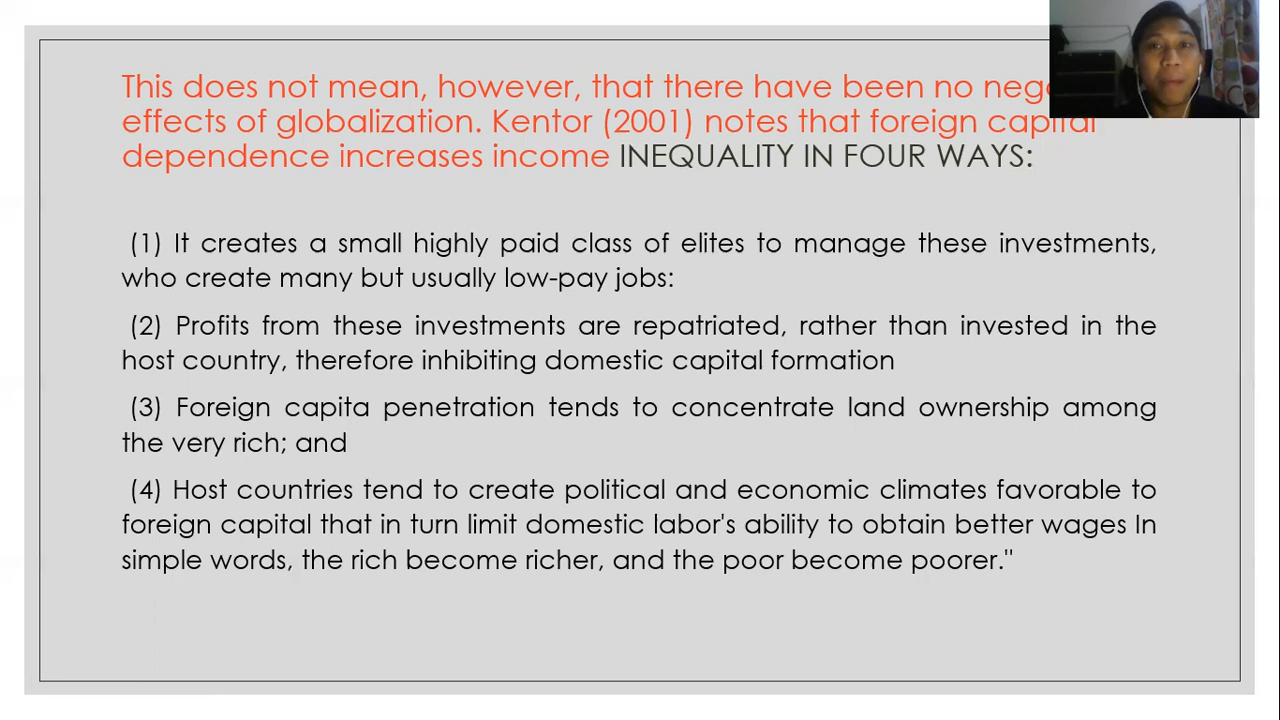 This does not mean, however, that there have been no
effects of globalization. Kentor (2001) notes that foreign capital
dependence increases income INEQUALITY IN FOUR WAYS:
(1) It creates a small highly paid class of elites to manage these investments,
who create many but usually low-pay jobs:
(2) Profits from these investments are repatriated, rather than invested in the
host country, therefore inhibiting domestic capital formation
(3) Foreign capita penetration tends to concentrate land ownership among
the very rich; and
(4) Host countries tend to create political and economic climates favorable to
foreign capital that in turn limit domestic labor's ability to obtain better wages In
simple words, the rich become richer, and the poor become poorer."